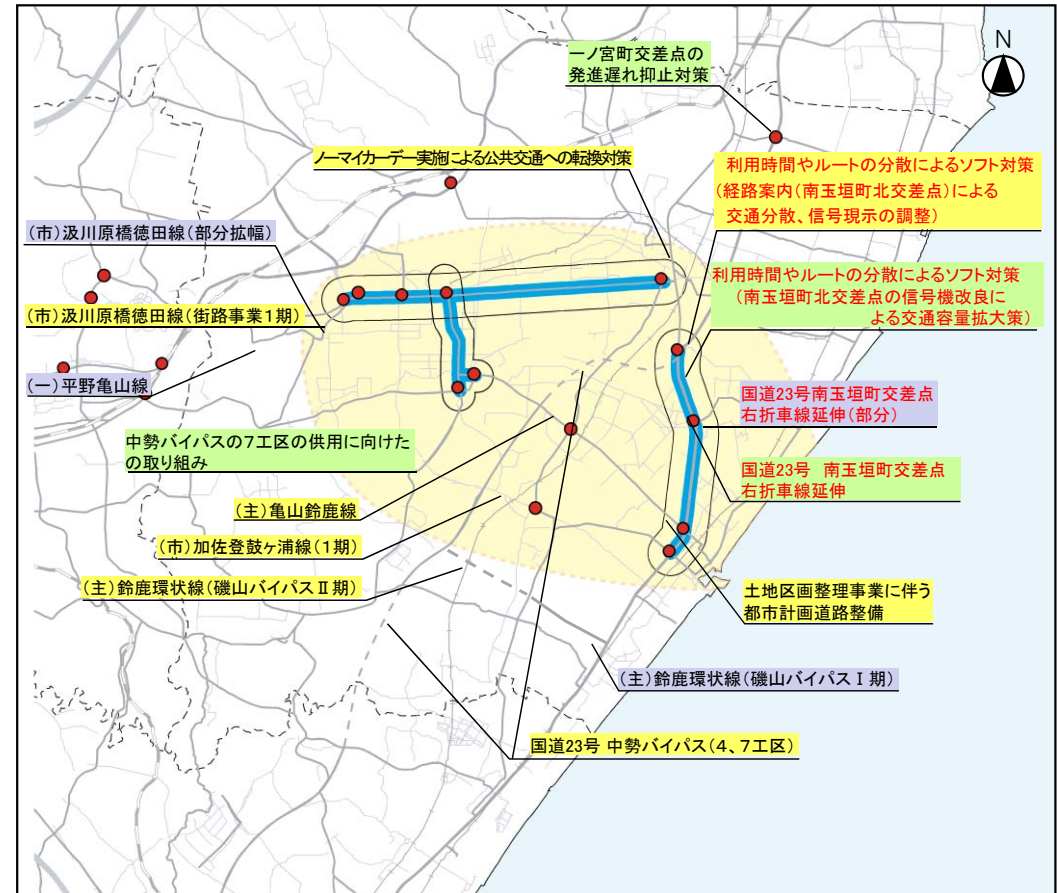 一ノ宮町交差点の
発進遅れ抑止対策
N
ノーマイカーデー実施による公共交通への転換対策
利用時間やルートの分散によるソフト対策
(経路案内(南玉垣町北交差点)による
交通分散、信号現示の調整)
(市)汲川原橋徳田線(部分拡幅)
利用時間やルートの分散によるソフト対策
(南玉垣町北交差点の信号機改良に
よる交通容量拡大策)
(市)汲川原橋徳田線(街路事業1期)
(一)平野亀山線
国道23号南玉垣町交差点
右折車線延伸(部分)
中勢バイパスの7工区の供用に向けた
の取り組み
国道23号 南玉垣町交差点
右折車線延伸
(主)亀山鈴鹿線
(市)加佐登鼓ヶ浦線(1期)
(主)鈴鹿環状線(磯山バイパスⅡ期)
土地区画整理事業に伴う
都市計画道路整備
(主)鈴鹿環状線(磯山バイパスⅠ期)
国道23号 中勢バイパス(4、7工区)